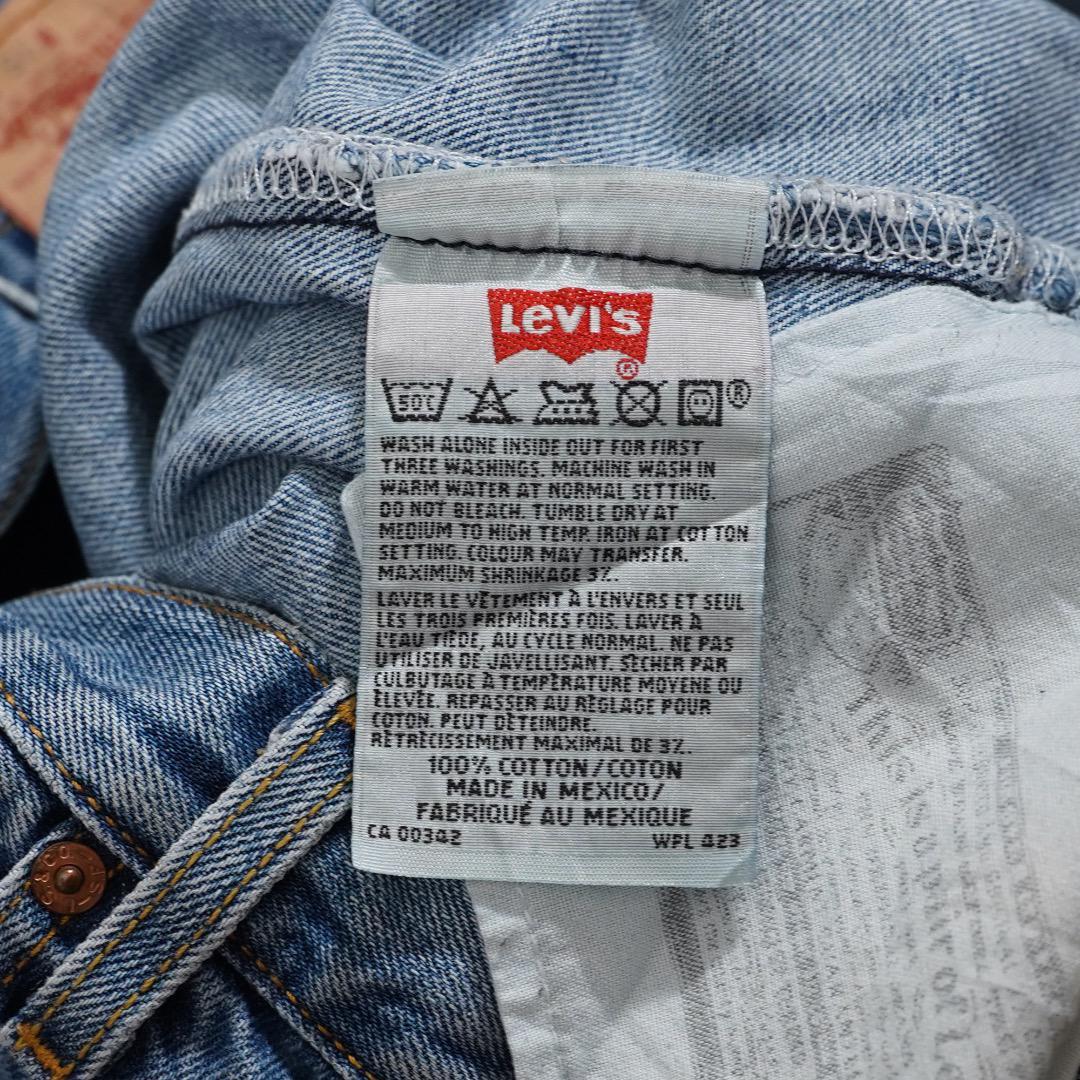 Levi's
®
50C ®
WASH ALONE INSIDE OUT FOR FIRST
THREE WASHINGS. MACHINE WASH IN
WARM WATER AT NORMAL SETTING.
DO NOT BLEACH. TUMBLE DRY AT
MEDIUM TO HIGH TEMP. IRON AT COTTON
SETTING. COLOUR MAY TRANSFER.
MAXIMUM SHRINKAGE 3%.
LAVER LE VÊTEMENT À L'ENVERS ET SEUL
LES TROIS PREMIÈRES FOIS. LAVER À
L'EAU TIÈDE, AU CYCLE NORMAL. NE PAS
UTILISER DE JAVELLISANT. SÉCHER PAR
CULBUTAGE À TEMPÉRATURE MOYENE OU
ÉLEVÉE. REPASSER AU RÉGLAGE POUR
COTON. PEUT DÉTEINDRE.
RÉTRÉCISSEMENT MAXIMAL DE 3%.
100% COTTON/COTON
MADE IN MEXICO/
FABRIQUÉ AU MEXIQUE
CA 00342 WPL 423